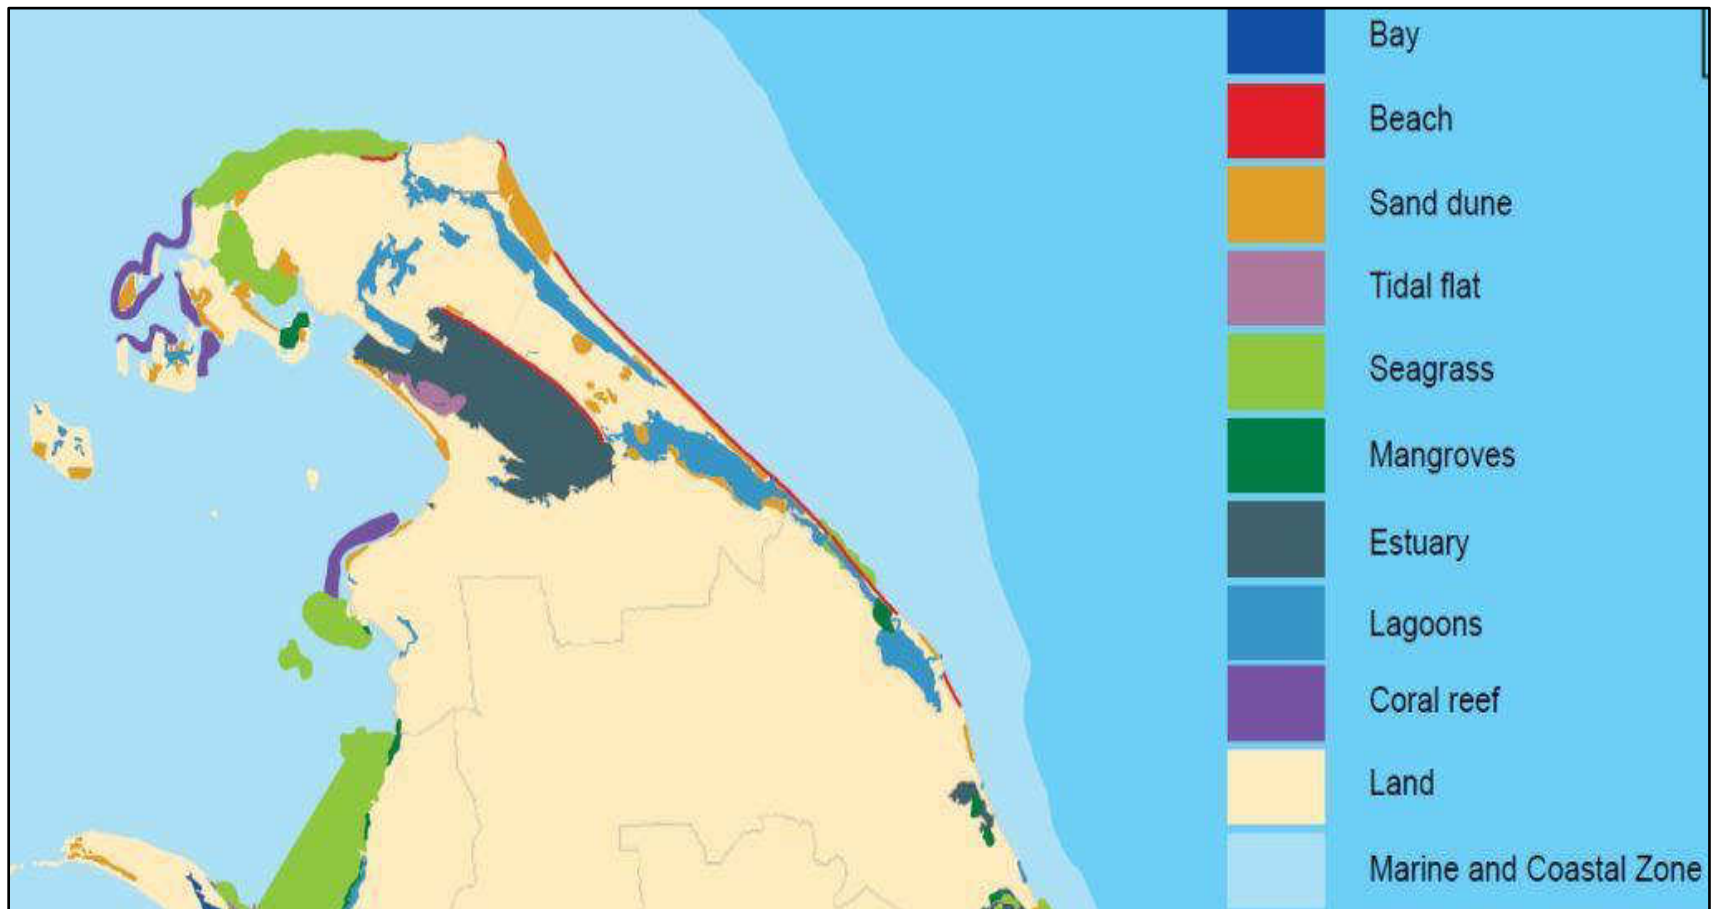 Bay
Beach
Sand dune
Tidal flat
Seagrass
Mangroves
Estuary
Lagoons
Coral reef
Land
Marine and Coastal Zone